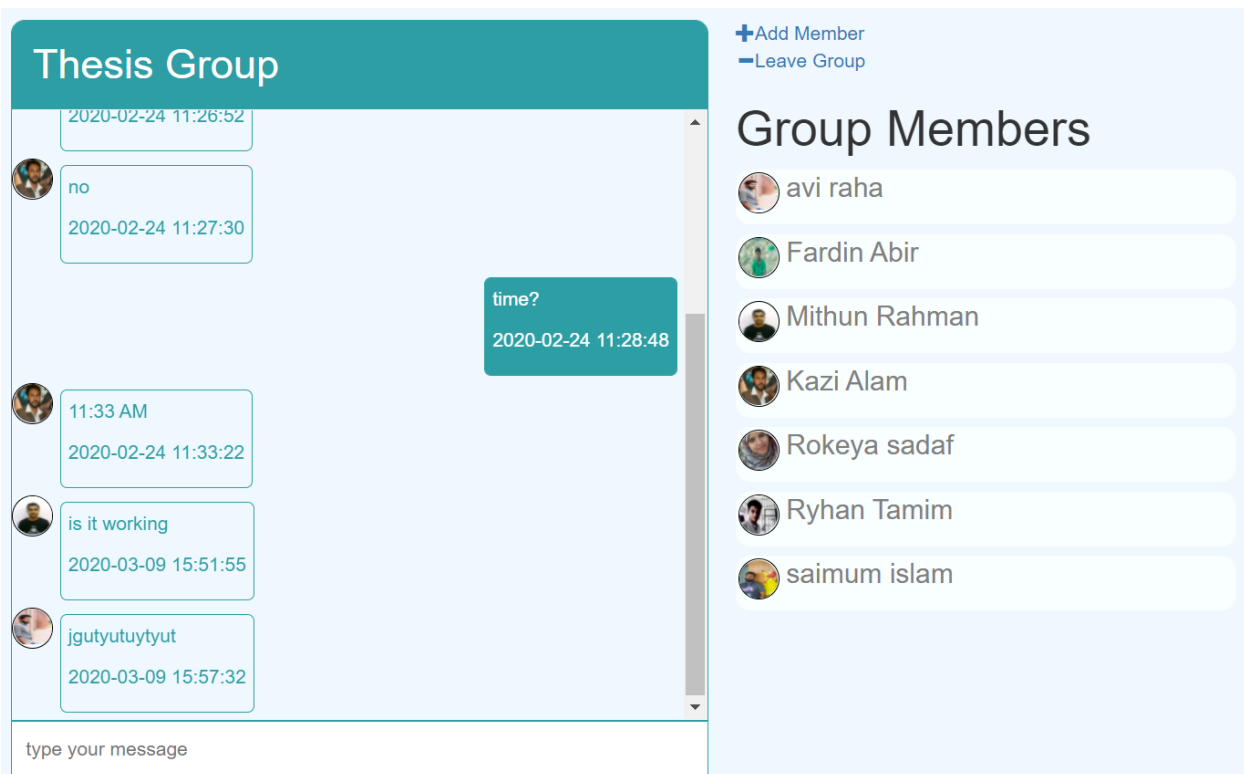 Thesis Group
2020-02-24 11:26:52
no
2020-02-24 11:27:30
time?
2020-02-24 11:28:48
11:33 AM
2020-02-24 11:33:22
is it working
2020-03-09 15:51:55
jgutyutuytyut
2020-03-09 15:57:32
type your message
Add Member
Leave Group
Group Members
avi raha
Fardin Abir
Mithun Rahman
Kazi Alam
Rokeya sadaf
Ryhan Tamim
saimum islam